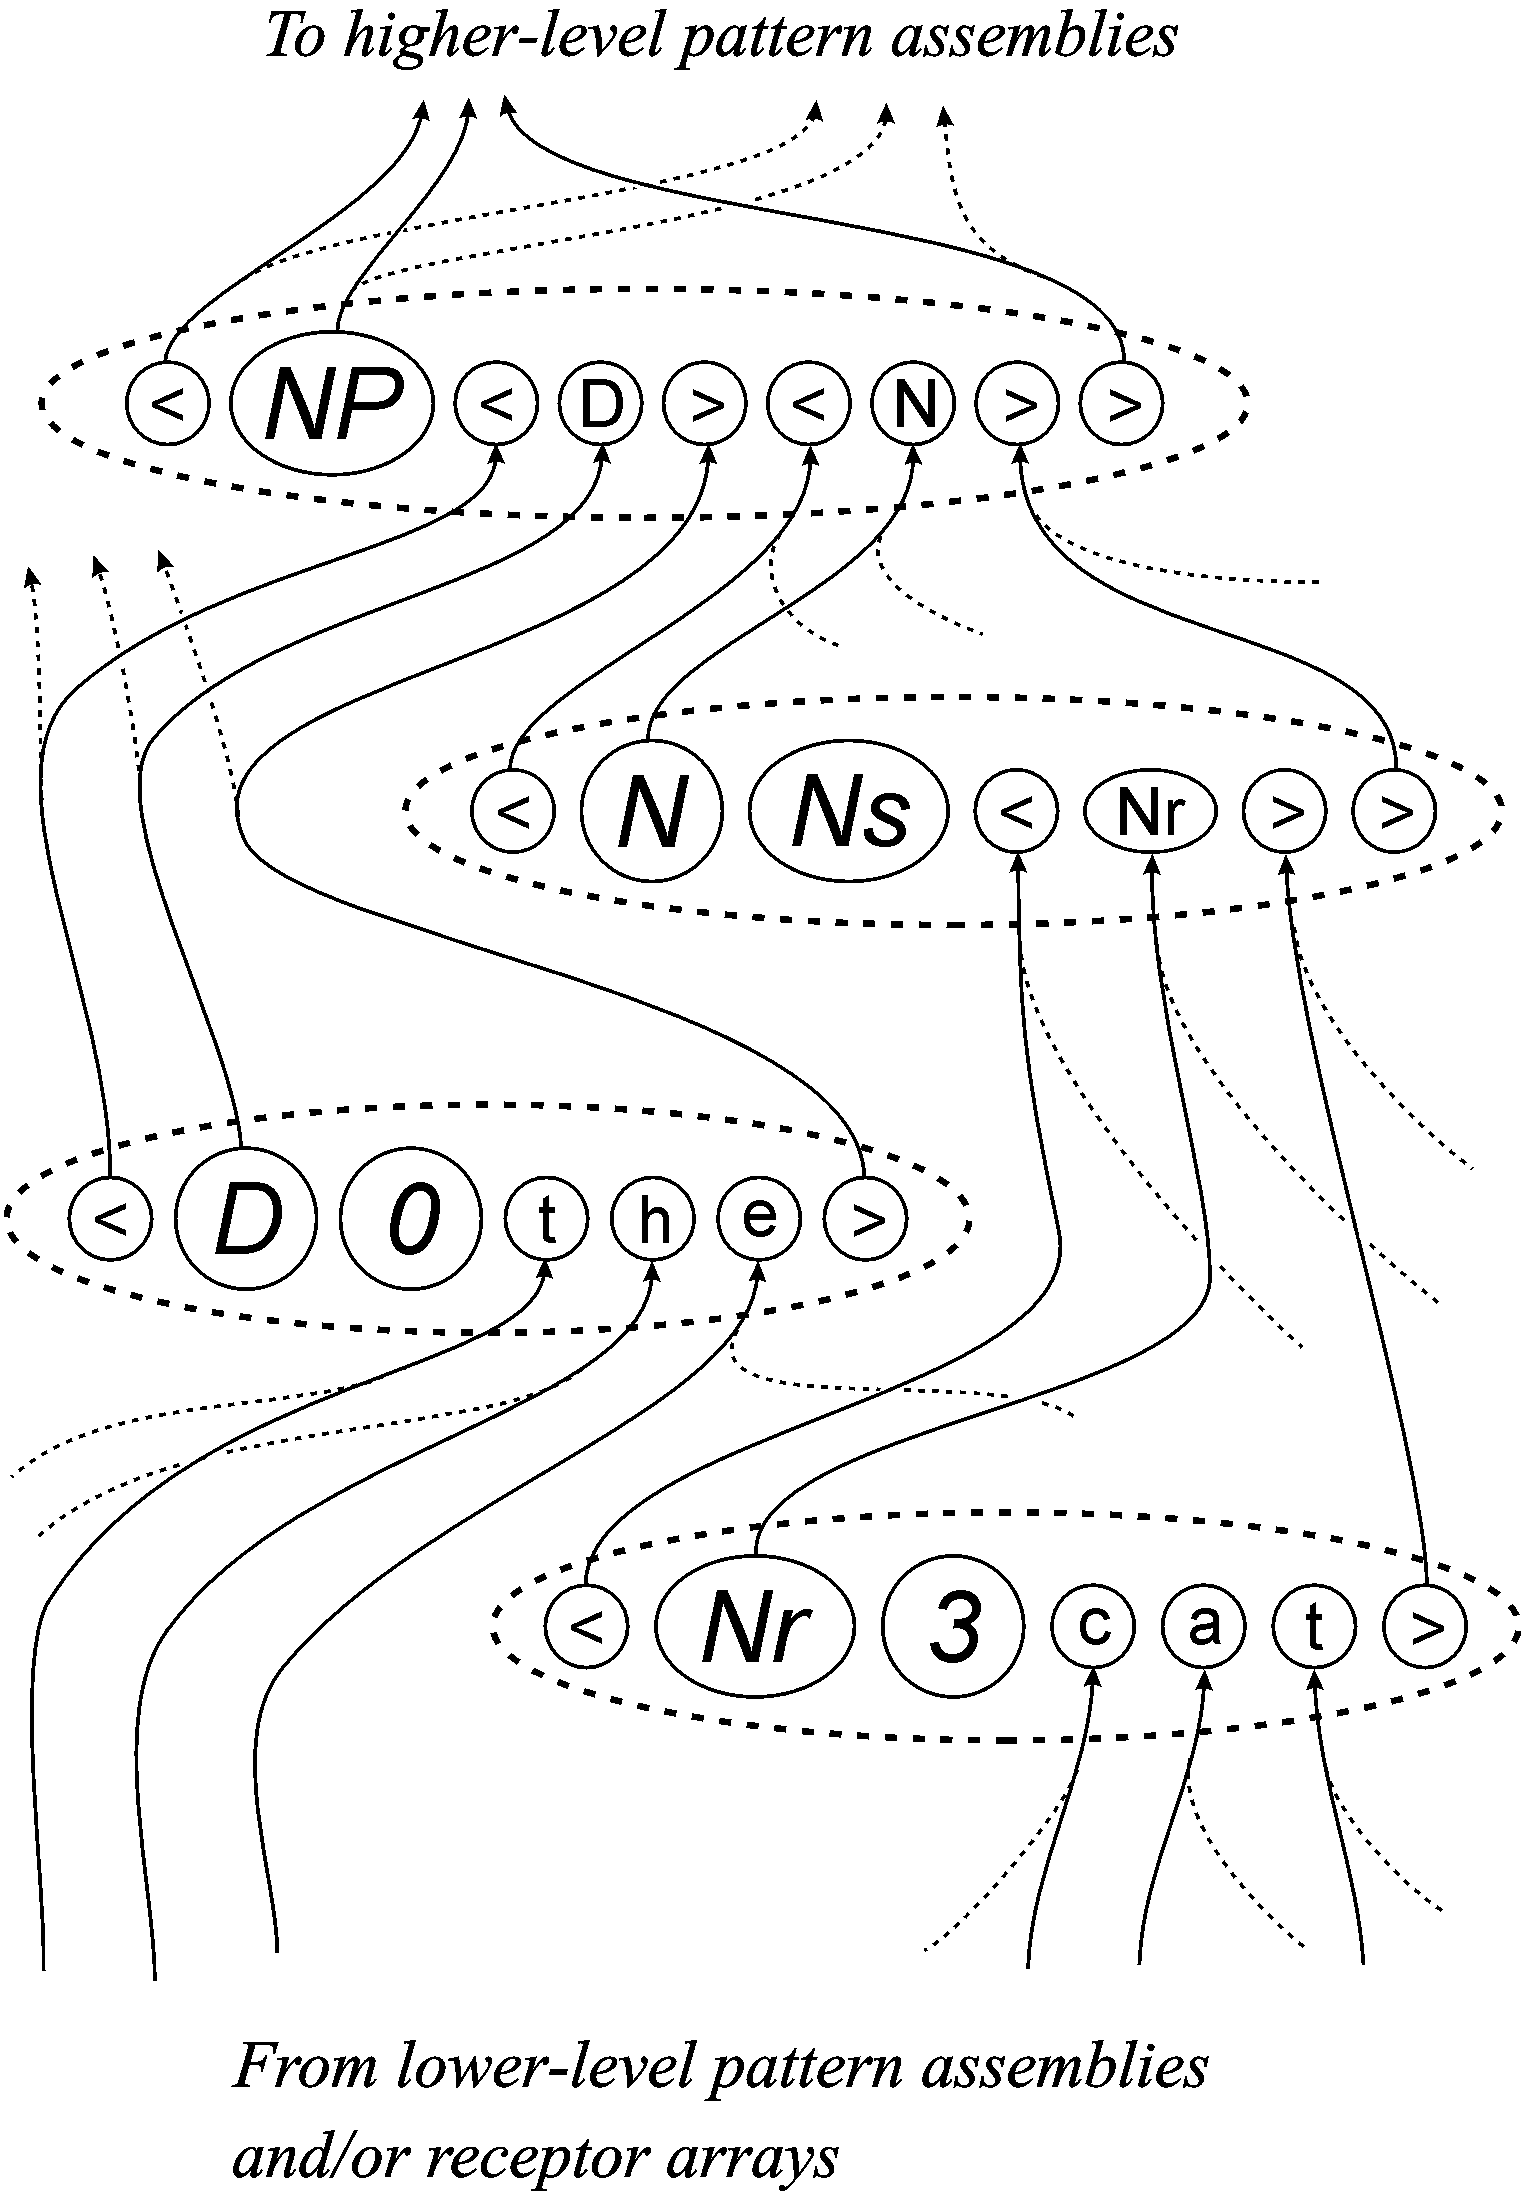 To higher-level pattern assemblies
< NP < D > < N > >
< N Ns < Nr > >
< D 0 t h e >
< Nr 3 c a t >
From lower-level pattern assemblies
and/or receptor arrays